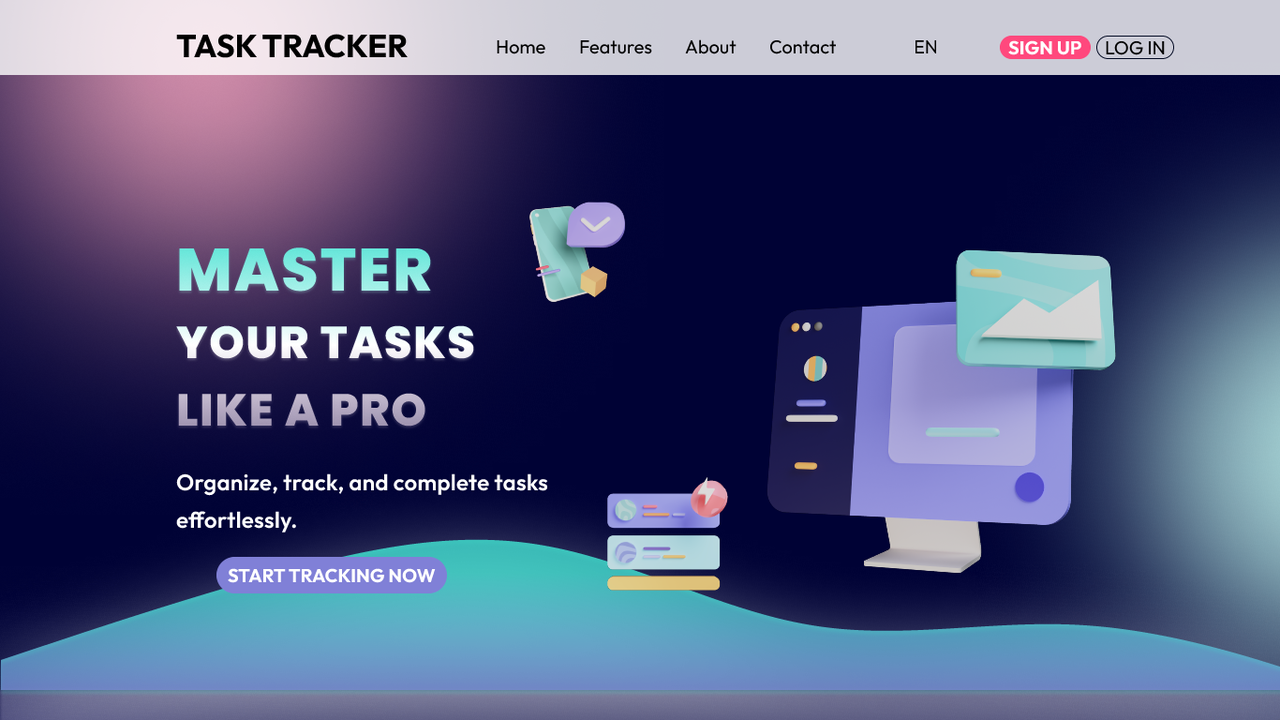 TASK TRACKER
Home Features About Contact EN SIGN UP LOG IN
MASTER
YOUR TASKS
LIKE A PRO
Organize, track, and complete tasks
effortlessly.
START TRACKING NOW